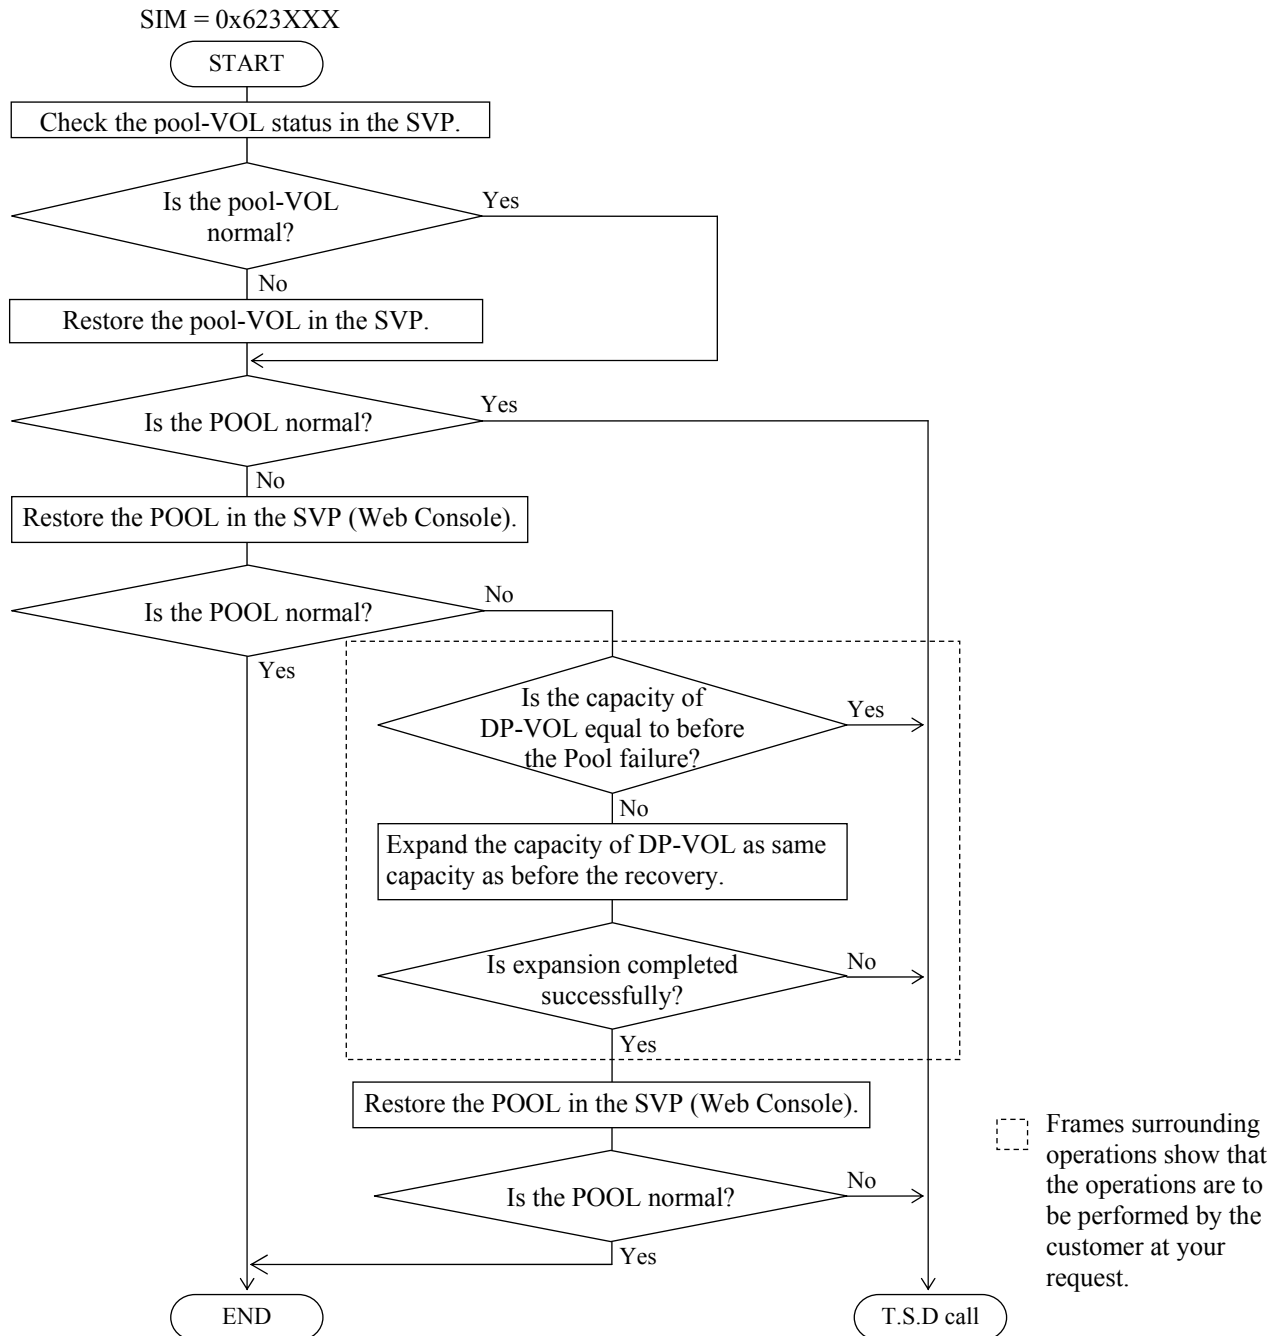 SIM = 0x623XXX
START
Check the pool-VOL status in the SVP.
Is the pool-VOL
normal?
Yes
No
Restore the pool-VOL in the SVP.
Is the POOL normal?
Yes
No
Restore the POOL in the SVP (Web Console).
Is the POOL normal?
No
Yes
Is the capacity of
DP-VOL equal to before
the Pool failure?
Yes
No
Expand the capacity of DP-VOL as same
capacity as before the recovery.
Is expansion completed
successfully?
No
Yes
Restore the POOL in the SVP (Web Console).
Is the POOL normal?
No
Yes
Frames surrounding
operations show that
the operations are to
be performed by the
customer at your
request.
END
T.S.D call